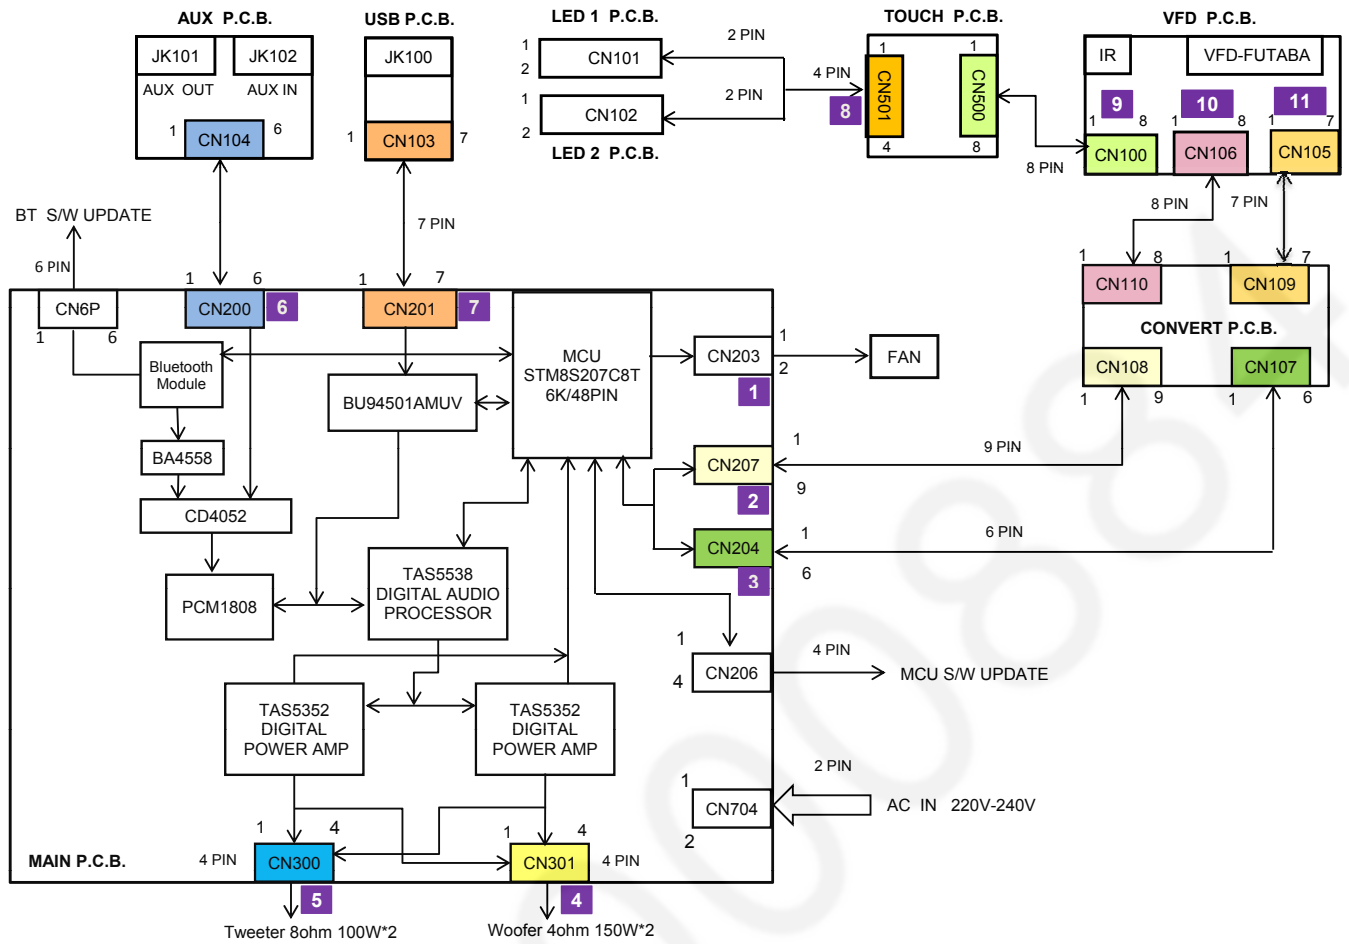 AUX P.C.B.
USB P.C.B.
LED 1 P.C.B.
TOUCH P.C.B.
VFD P.C.B.
JK101
JK102
AUX OUT
AUX IN
1
6
CN104
JK100
1
7
CN103
1
2
CN101
2 PIN
1
2
CN102
2 PIN
LED 2 P.C.B.
4 PIN
8
1
CN501
4
1
CN500
8
8 PIN
IR
VFD-FUTABA
9
10
11
1
8
1
8
1
7
CN100
CN106
CN105
BT S/W UPDATE
6 PIN
7 PIN
8 PIN
7 PIN
1
8
1
7
CN110
CN109
CONVERT P.C.B.
CN108
CN107
1
9
1
6
1
6
1
7
CN6P
CN200
6
CN201
7
1
6
Bluetooth
Module
MCU
STM8S207C8T
6K/48PIN
BU94501AMUV
BA4558
CD4052
PCM1808
TAS5538
DIGITAL AUDIO
PROCESSOR
CN203
1
2
1
FAN
CN207
1
9
2
9 PIN
CN204
1
6
3
6 PIN
1
4
CN206
4 PIN
MCU S/W UPDATE
TAS5352
DIGITAL
POWER AMP
TAS5352
DIGITAL
POWER AMP
1
2
CN704
2 PIN
AC IN 220V-240V
MAIN P.C.B.
4 PIN
1
4
CN300
1
4
CN301
4 PIN
5
4
Tweeter 8ohm 100W*2
Woofer 4ohm 150W*2